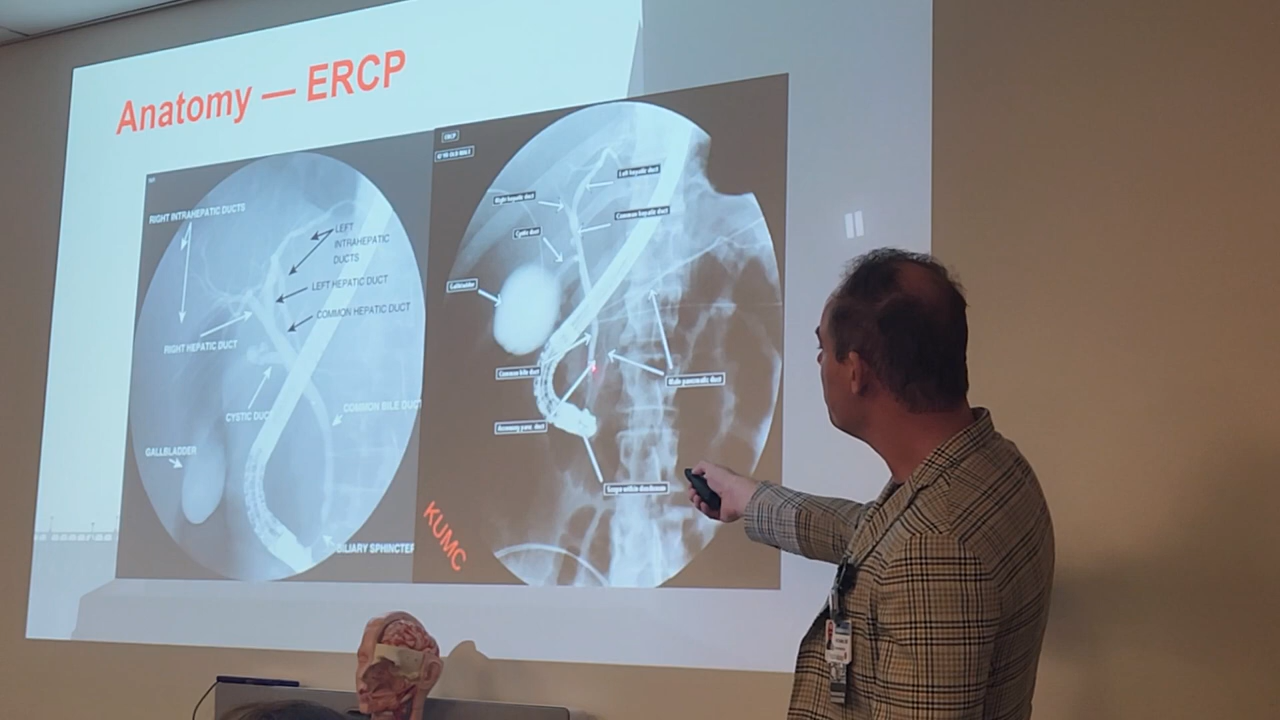 Anatomy — ERCP
RIGHT INTRAHEPATIC DUCTS
LEFT
INTRAHEPATIC
DUCTS
LEFT HEPATIC DUCT
COMMON HEPATIC DUCT
RIGHT HEPATIC DUCT
CYSTIC DUCT
COMMON BILE DUCT
GALLBLADDER
BILIARY SPHINCTER
ERCP
Left hepatic duct
Right hepatic duct
Common hepatic duct
Cystic duct
Gallbladder
Common bile duct
Main pancreatic duct
Accessory panc duct
KUMC